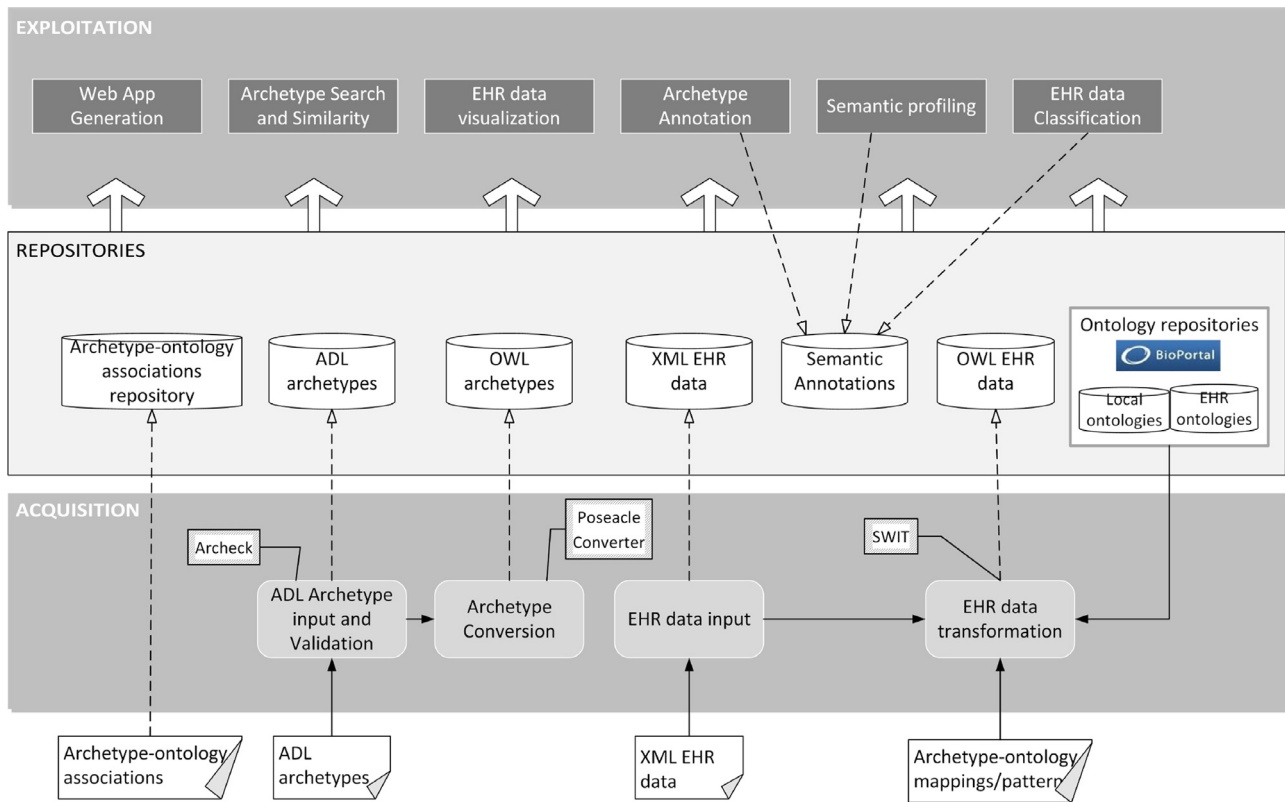 EXPLOITATION
Web App
Generation
Archetype Search
and Similarity
EHR data
visualization
Archetype
Annotation
Semantic profiling
EHR data
Classification
REPOSITORIES
Archetype-ontology
associations
repository
ADL
archetypes
OWL
archetypes
XML EHR
data
Semantic
Annotations
OWL EHR
data
Ontology repositories
BioPortal
Local
ontologies
EHR
ontologies
ACQUISITION
Archeck
Poseacle
Converter
SWIT
ADL Archetype
input and
Validation
Archetype
Conversion
EHR data input
EHR data
transformation
Archetype-ontology
associations
ADL
archetypes
XML EHR
data
Archetype-ontology
mappings/pattern